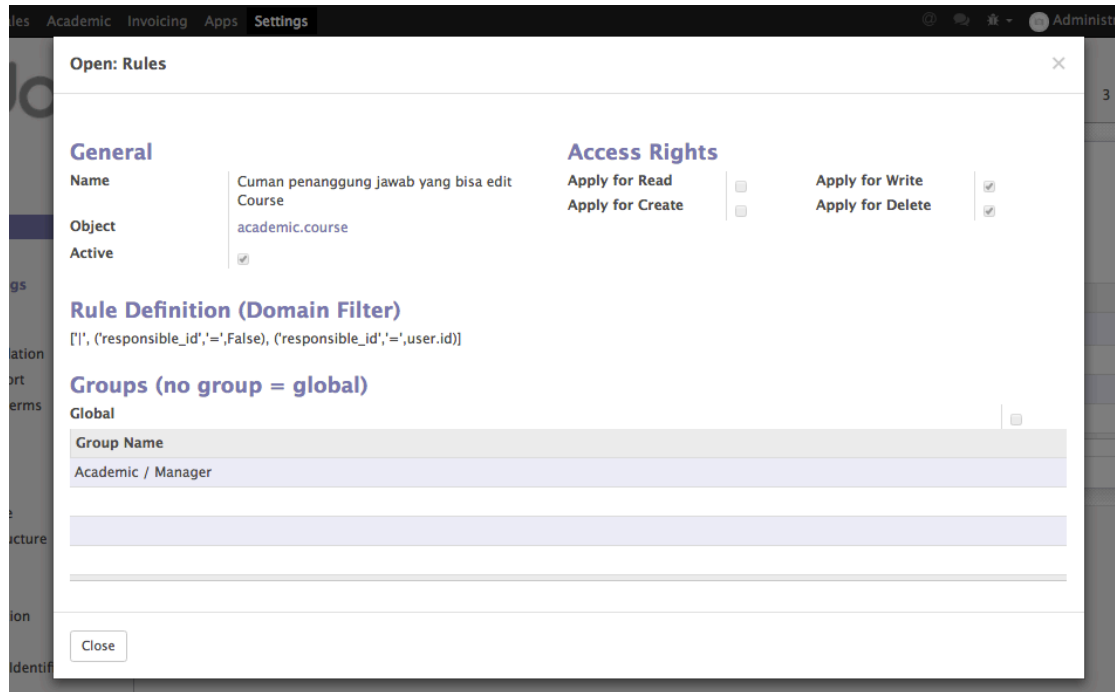 les Academic Invoicing Apps Settings @ Administ
Open: Rules ×
3
General
Access Rights
Name Cuman penanggung jawab yang bisa edit
Course
Apply for Read Apply for Write
Apply for Create Apply for Delete
Object academic.course
Active
gs
Rule Definition (Domain Filter)
['|', ('responsible_id','=',False), ('responsible_id','=',user.id)]
lation
ort
erms
Groups (no group = global)
Global
Group Name
Academic / Manager
e
ucture
ion
Identif
Close